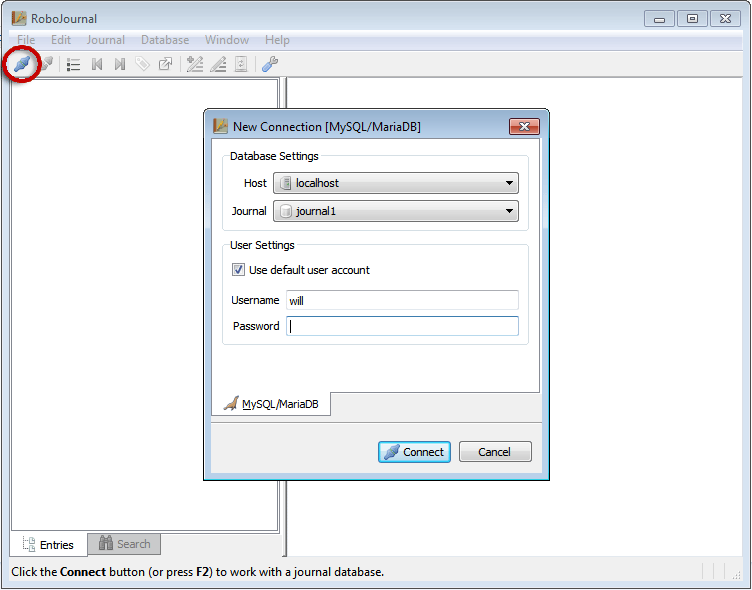 RoboJournal
File Edit Journal Database Window Help
New Connection [MySQL/MariaDB]
Database Settings
Host localhost
Journal journal1
User Settings
Use default user account
Username will
Password
MySQL/MariaDB
Connect Cancel
Entries Search
Click the Connect button (or press F2) to work with a journal database.